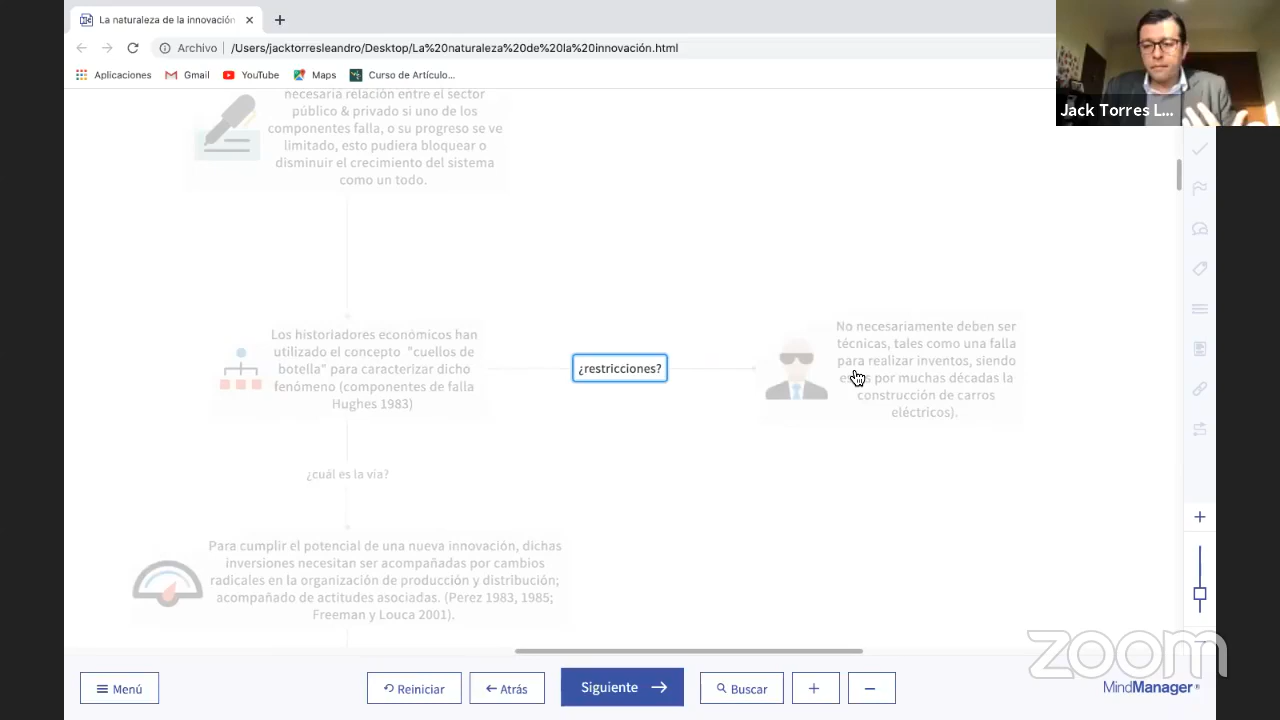 La naturaleza de la innovación
Archivo
/Users/jacktorresleandro/Desktop/La%20naturaleza%20de%20la%20innovación.html
Aplicaciones
Gmail
YouTube
Maps
Curso de Artículo...
Jack Torres L...
necesaria relación entre el sector
público & privado si uno de los
componentes falla, o su progreso se ve
limitado, esto pudiera bloquear o
disminuir el crecimiento del sistema
como un todo.
Los historiadores económicos han
utilizado el concepto "cuellos de
botella" para caracterizar dicho
fenómeno (componentes de falla
Hughes 1983)
¿restricciones?
No necesariamente deben ser
técnicas, tales como una falla
para realizar inventos, siendo
por muchas décadas la
construcción de carros
eléctricos).
¿cuál es la vía?
Para cumplir el potencial de una nueva innovación, dichas
inversiones necesitan ser acompañadas por cambios
radicales en la organización de producción y distribución;
acompañado de actitudes asociadas. (Perez 1983, 1985;
Freeman y Louca 2001).
zoom
MindManager
Menú
Reiniciar
Atrás
Siguiente
Buscar